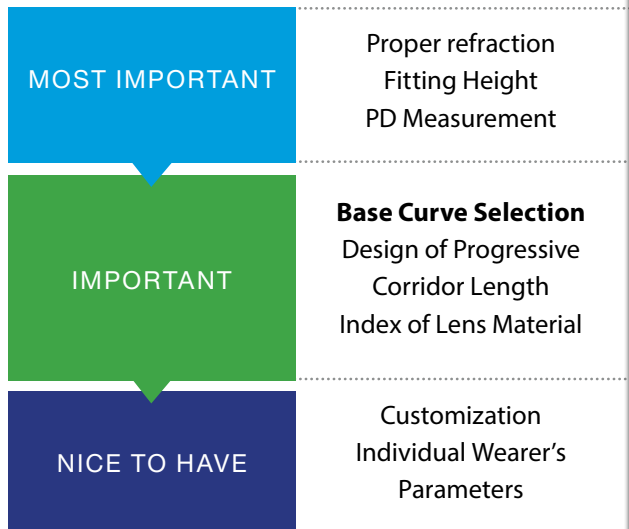 MOST IMPORTANT
Proper refraction
Fitting Height
PD Measurement
IMPORTANT
Base Curve Selection
Design of Progressive
Corridor Length
Index of Lens Material
NICE TO HAVE
Customization
Individual Wearer's
Parameters